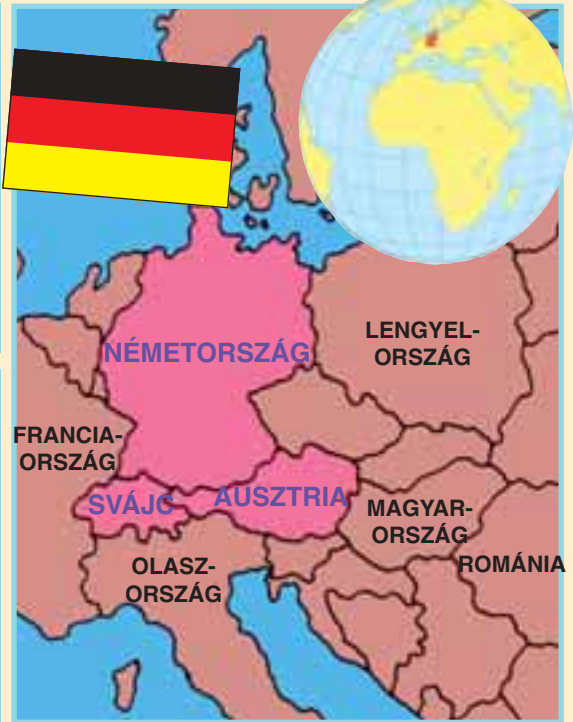 LENGYEL-
ORSZÁG
NÉMETORSZÁG
FRANCIA-
ORSZÁG
SVÁJC
AUSZTRIA
MAGYAR-
ORSZÁG
ROMÁNIA
OLASZ-
ORSZÁG